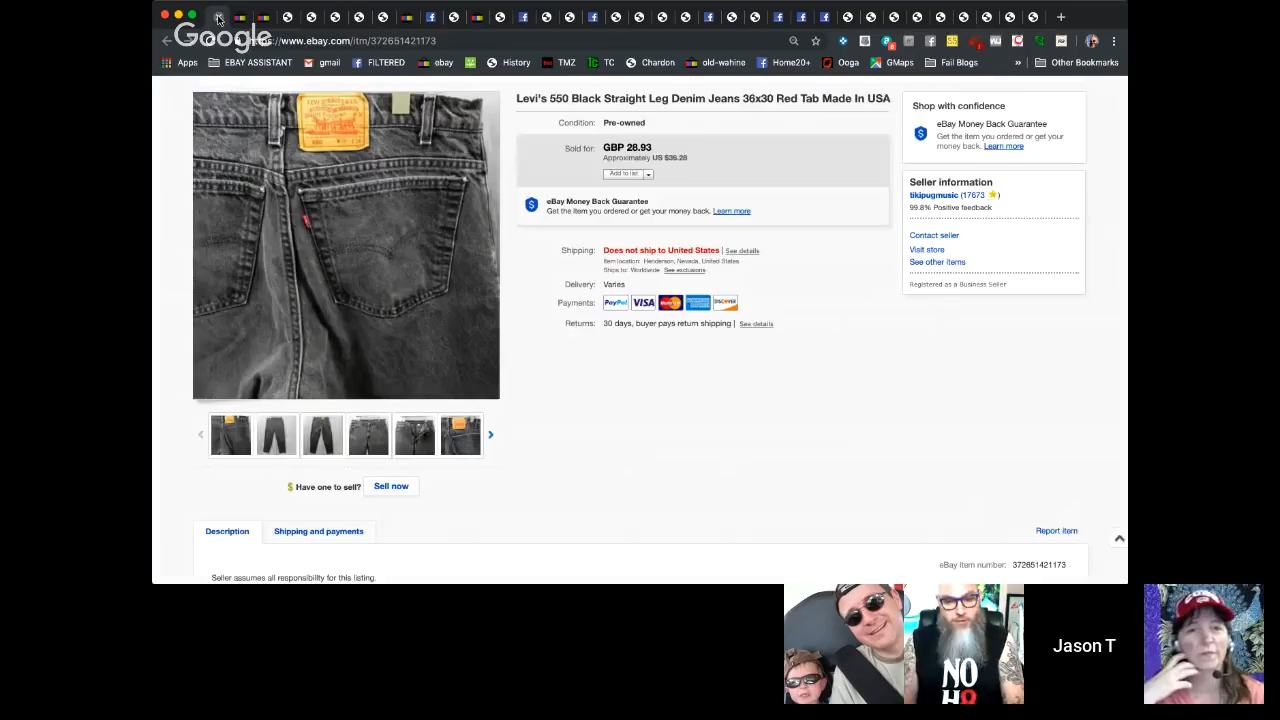 Google
https://www.ebay.com/itm/372651421173
Apps EBAY ASSISTANT gmail FILTERED ebay History TMZ TC Chardon old-wahine Home20+ Ooga GMaps Fail Blogs » Other Bookmarks
Levi's 550 Black Straight Leg Denim Jeans 36x30 Red Tab Made In USA
Condition: Pre-owned
Sold for: GBP 28.93
Approximately US $36.28
Add to list
eBay Money Back Guarantee
Get the item you ordered or get your money back. Learn more
Shipping: Does not ship to United States | See details
Item location: Henderson, Nevada, United States
Ships to: Worldwide See exclusions
Delivery: Varies
Payments: PayPal VISA DISCOVER
Returns: 30 days, buyer pays return shipping | See details
Shop with confidence
eBay Money Back Guarantee
Get the item you ordered or get your
money back. Learn more
Seller information
tikipugmusic (17673 )
99.8% Positive feedback
Contact seller
Visit store
See other items
Registered as a Business Seller
$ Have one to sell? Sell now
Description Shipping and payments
Report item
eBay item number: 372651421173
Seller assumes all responsibility for this listing.
NO
H8
Jason T